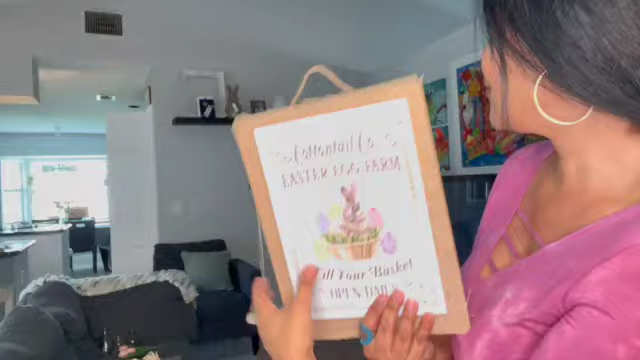 Cottontail Co.
EASTER EGG FARM
Fill Your Basket
OPEN DAILY